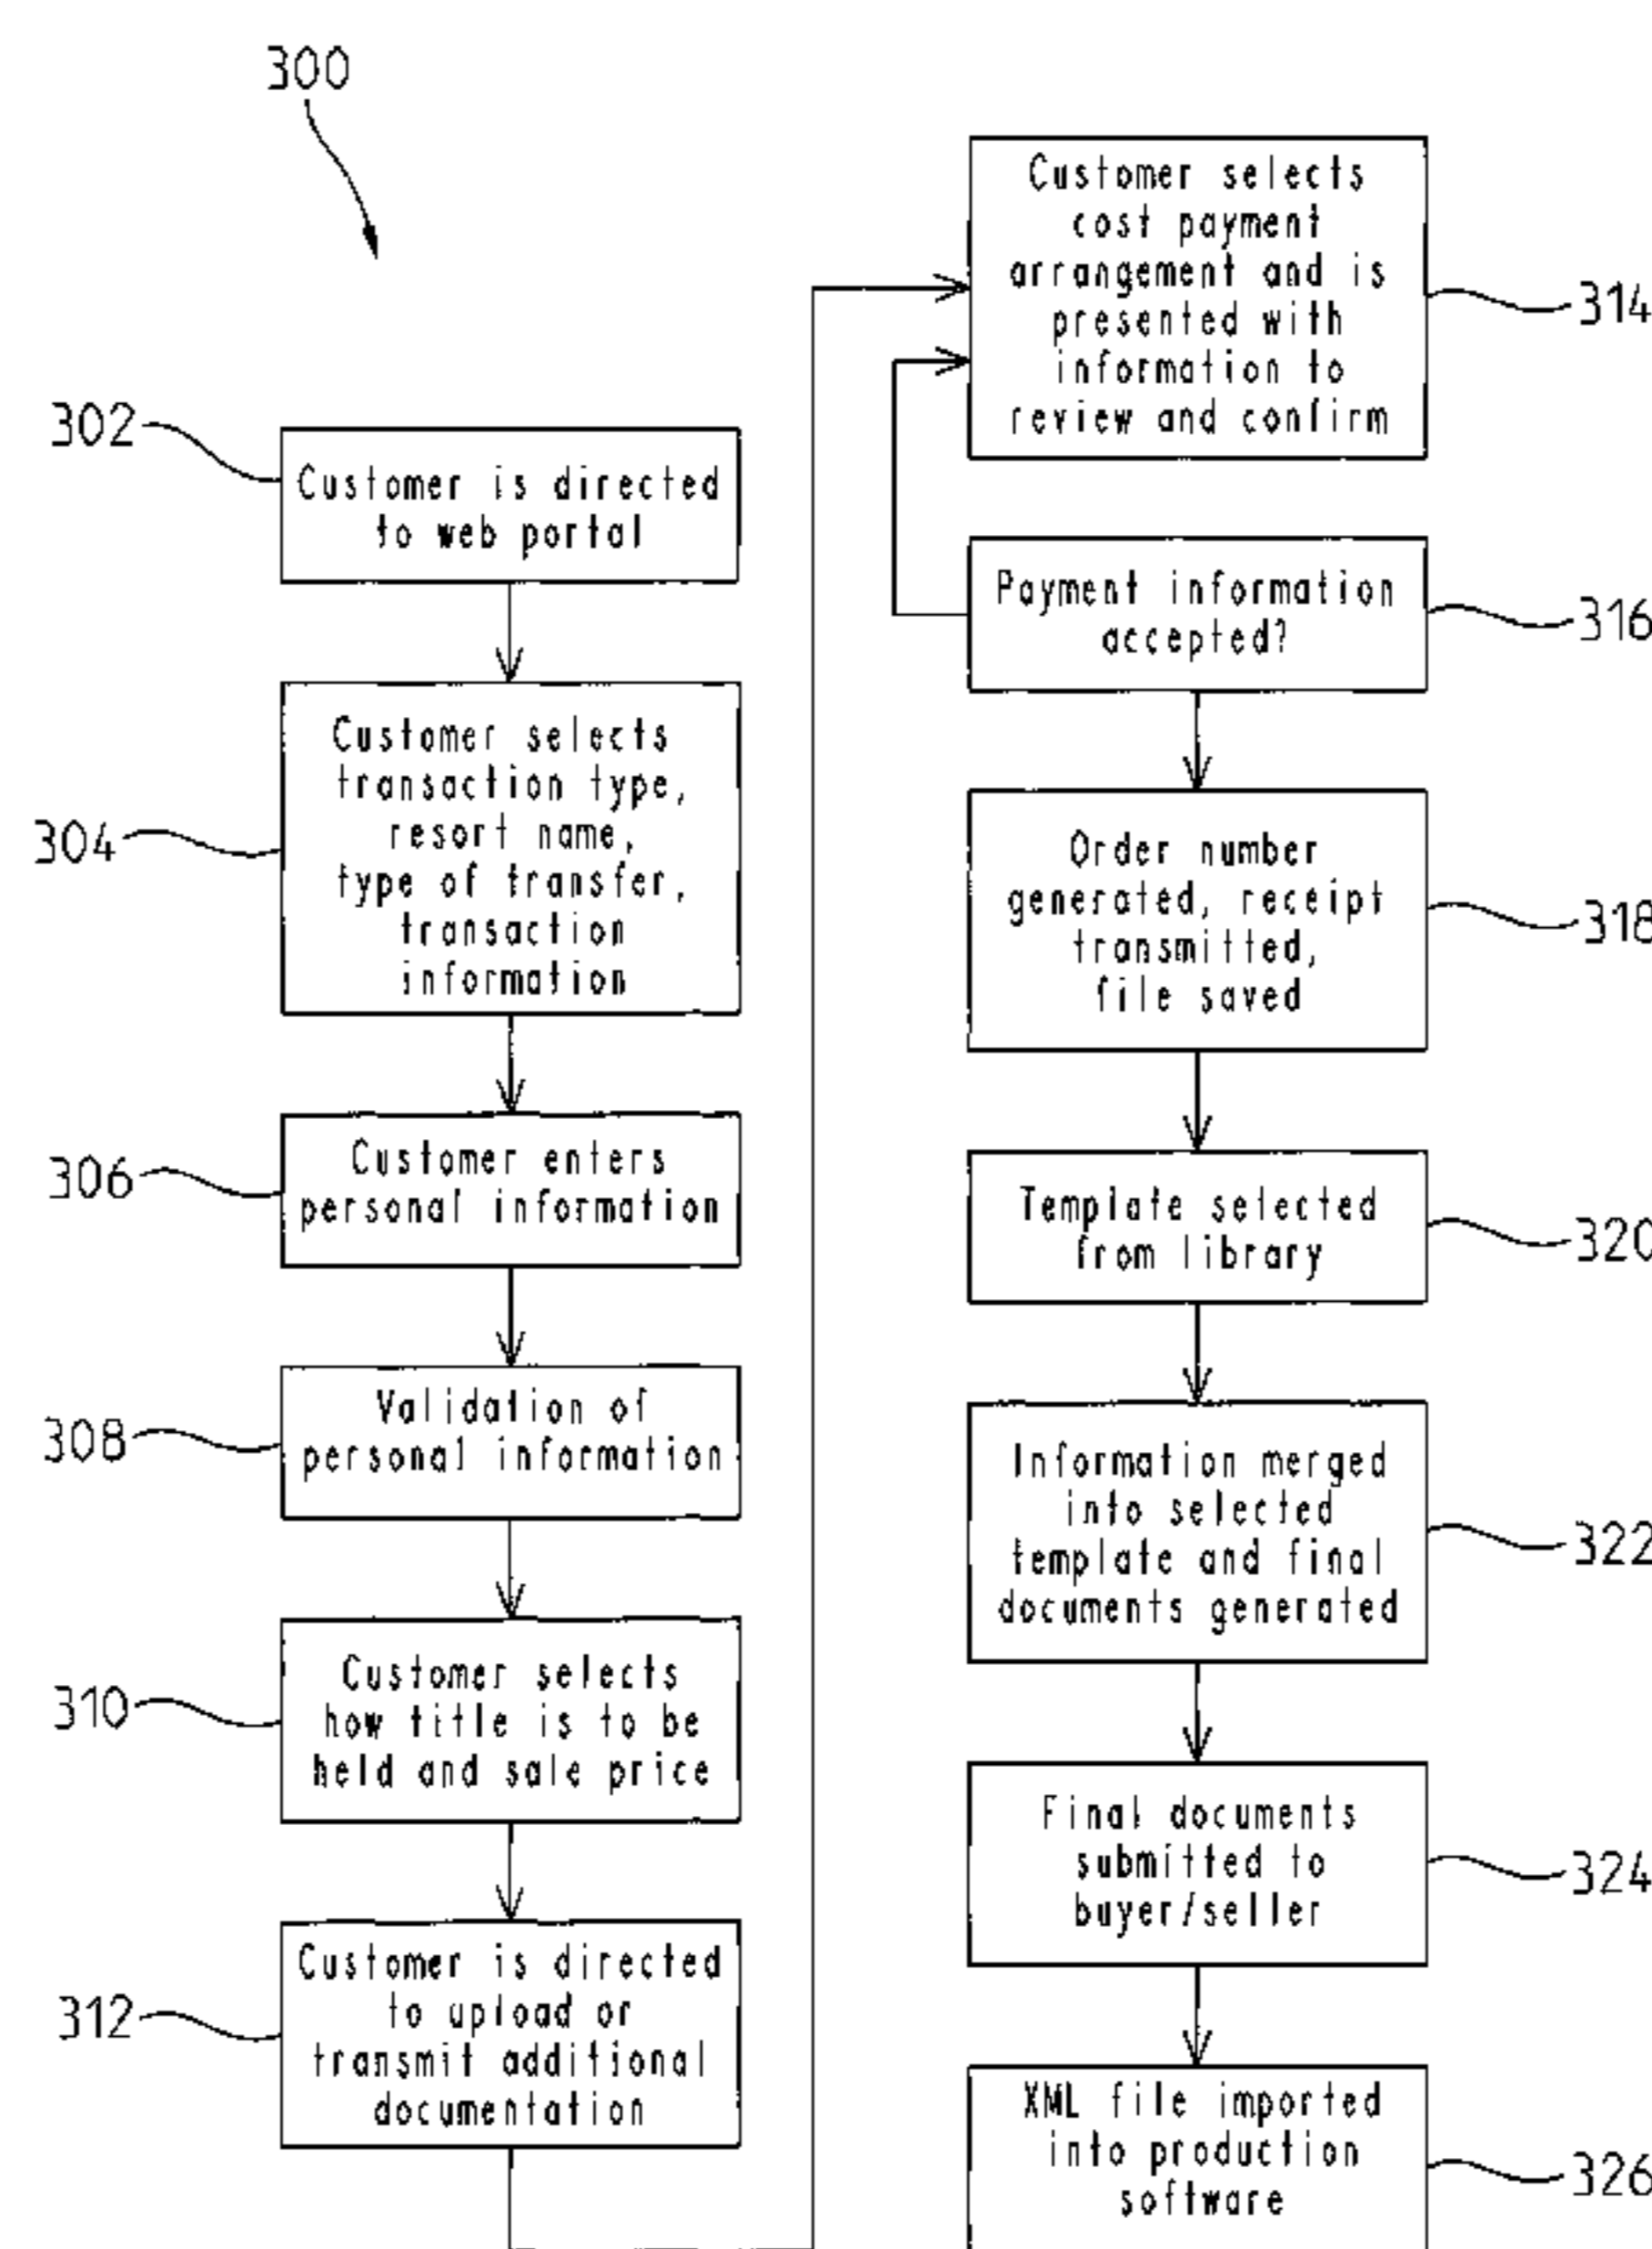 300
302
Customer is directed
to web portal
304
Customer selects
transaction type,
resort name,
type of transfer,
transaction
information
306
Customer enters
personal information
308
Validation of
personal information
310
Customer selects
how title is to be
held and sale price
312
Customer is directed
to upload or
transmit additional
documentation
Customer selects
cost payment
arrangement and is
presented with
information to
review and confirm
314
Payment information
accepted?
316
Order number
generated, receipt
transmitted,
file saved
318
Template selected
from library
320
Information merged
into selected
template and final
documents generated
322
Final documents
submitted to
buyer/seller
324
XML file imported
into production
software
326